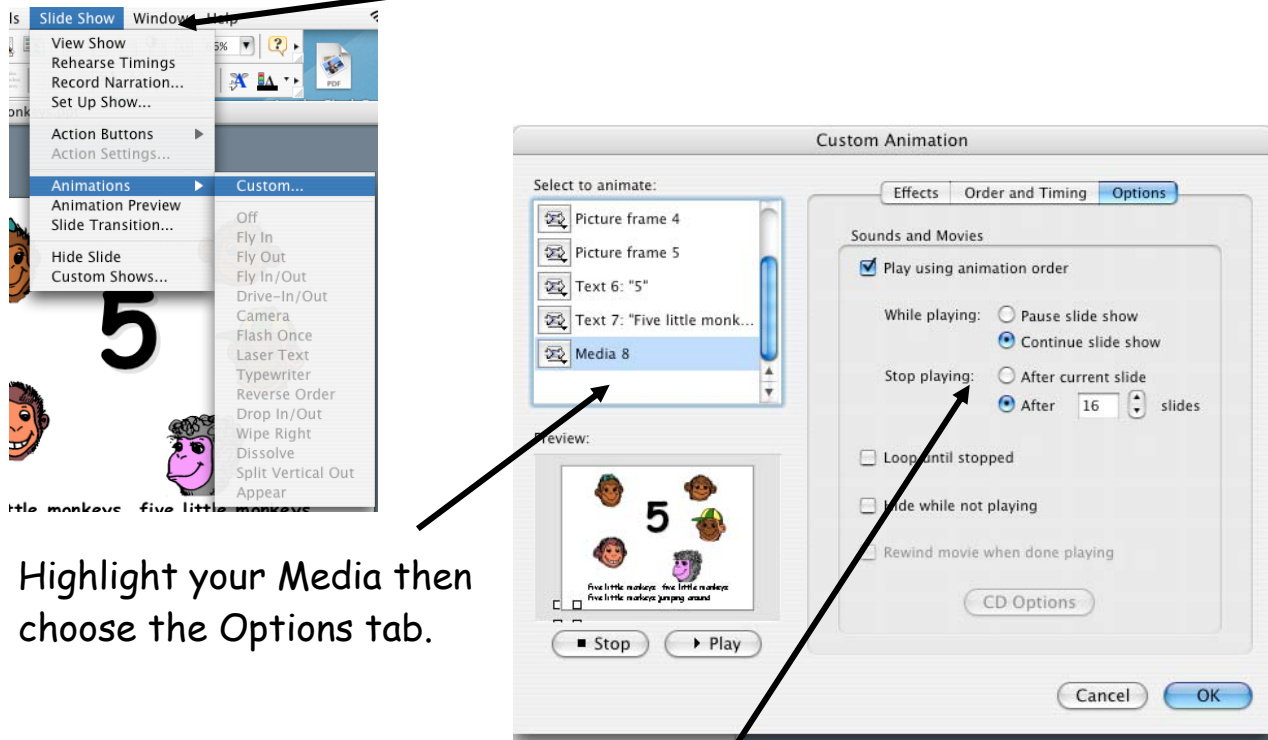 Slide Show Window Help
View Show
Rehearse Timings
Record Narration...
Set Up Show...
Action Buttons
Action Settings...
Animations
Animation Preview
Slide Transition...
Hide Slide
Custom Shows...
Custom...
Off
Fly In
Fly Out
Fly In/Out
Drive-In/Out
Camera
Flash Once
Laser Text
Typewriter
Reverse Order
Drop In/Out
Wipe Right
Dissolve
Split Vertical Out
Appear
PDF
5
little monkeys five little monkeys
Highlight your Media then
choose the Options tab.
Custom Animation
Select to animate:
Picture frame 4
Picture frame 5
Text 6: "5"
Text 7: "Five little monk...
Media 8
Preview:
5
Five little monkeys five little monkeys
Five little monkeys jumping around
Stop Play
Effects Order and Timing Options
Sounds and Movies
Play using animation order
While playing: Pause slide show
Continue slide show
Stop playing: After current slide
After 16 slides
Loop until stopped
Hide while not playing
Rewind movie when done playing
CD Options
Cancel OK